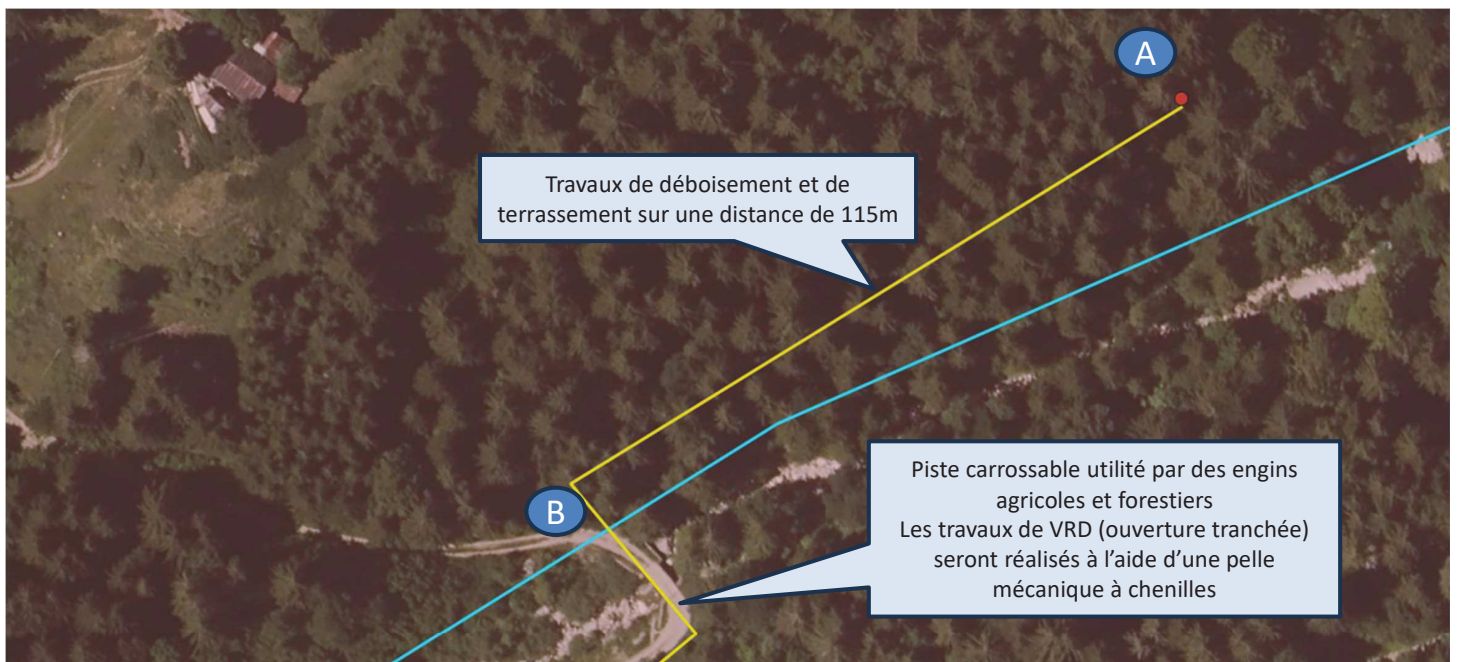 A
Travaux de déboisement et de
terrassement sur une distance de 115m
B
Piste carrossable utilité par des engins
agricoles et forestiers
Les travaux de VRD (ouverture tranchée)
seront réalisés à l’aide d’une pelle
mécanique à chenilles